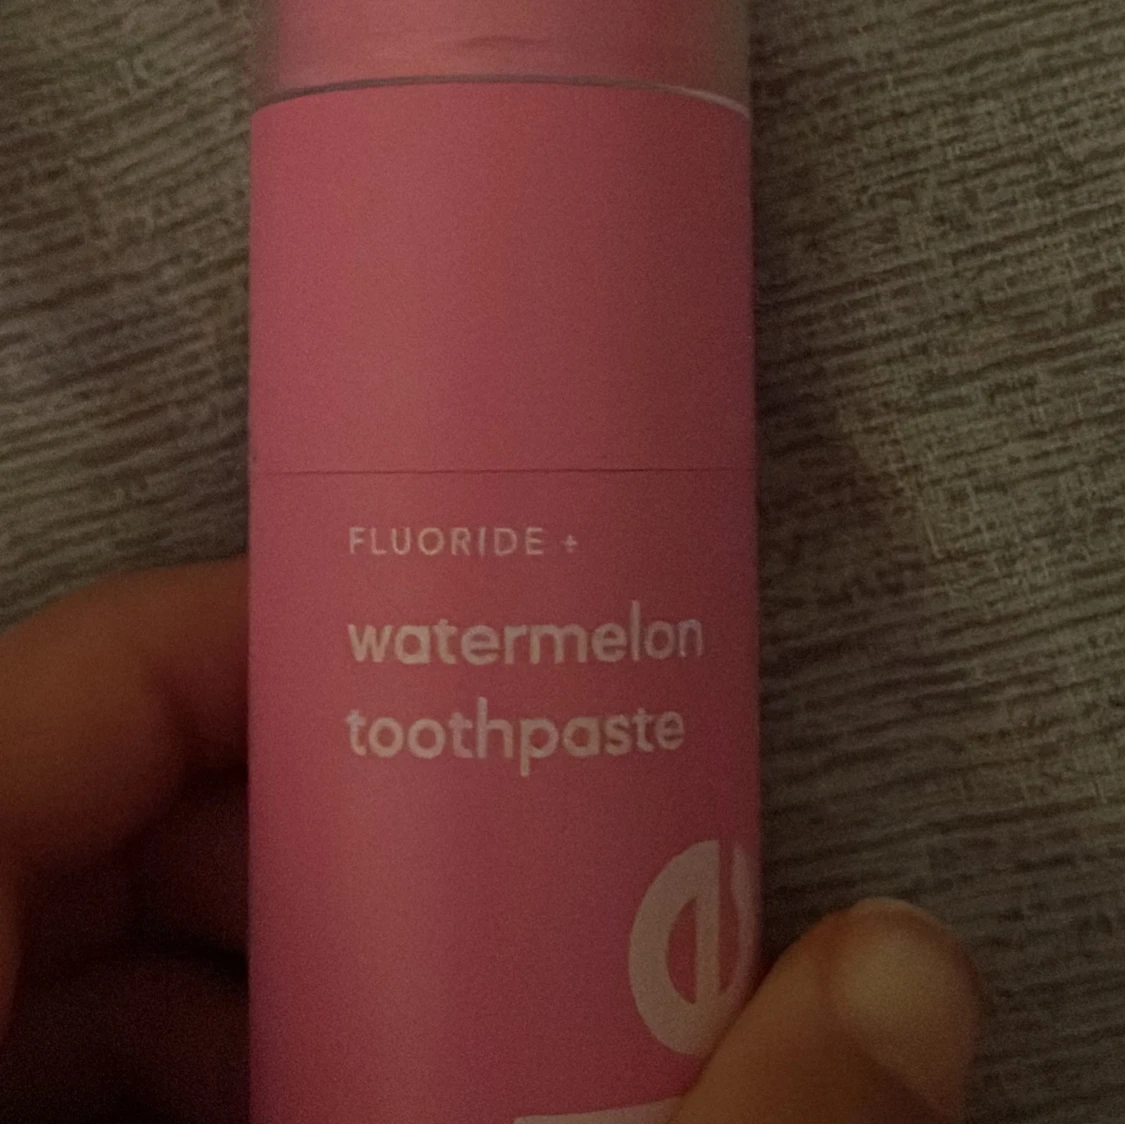 FLUORIDE +
watermelon
toothpaste